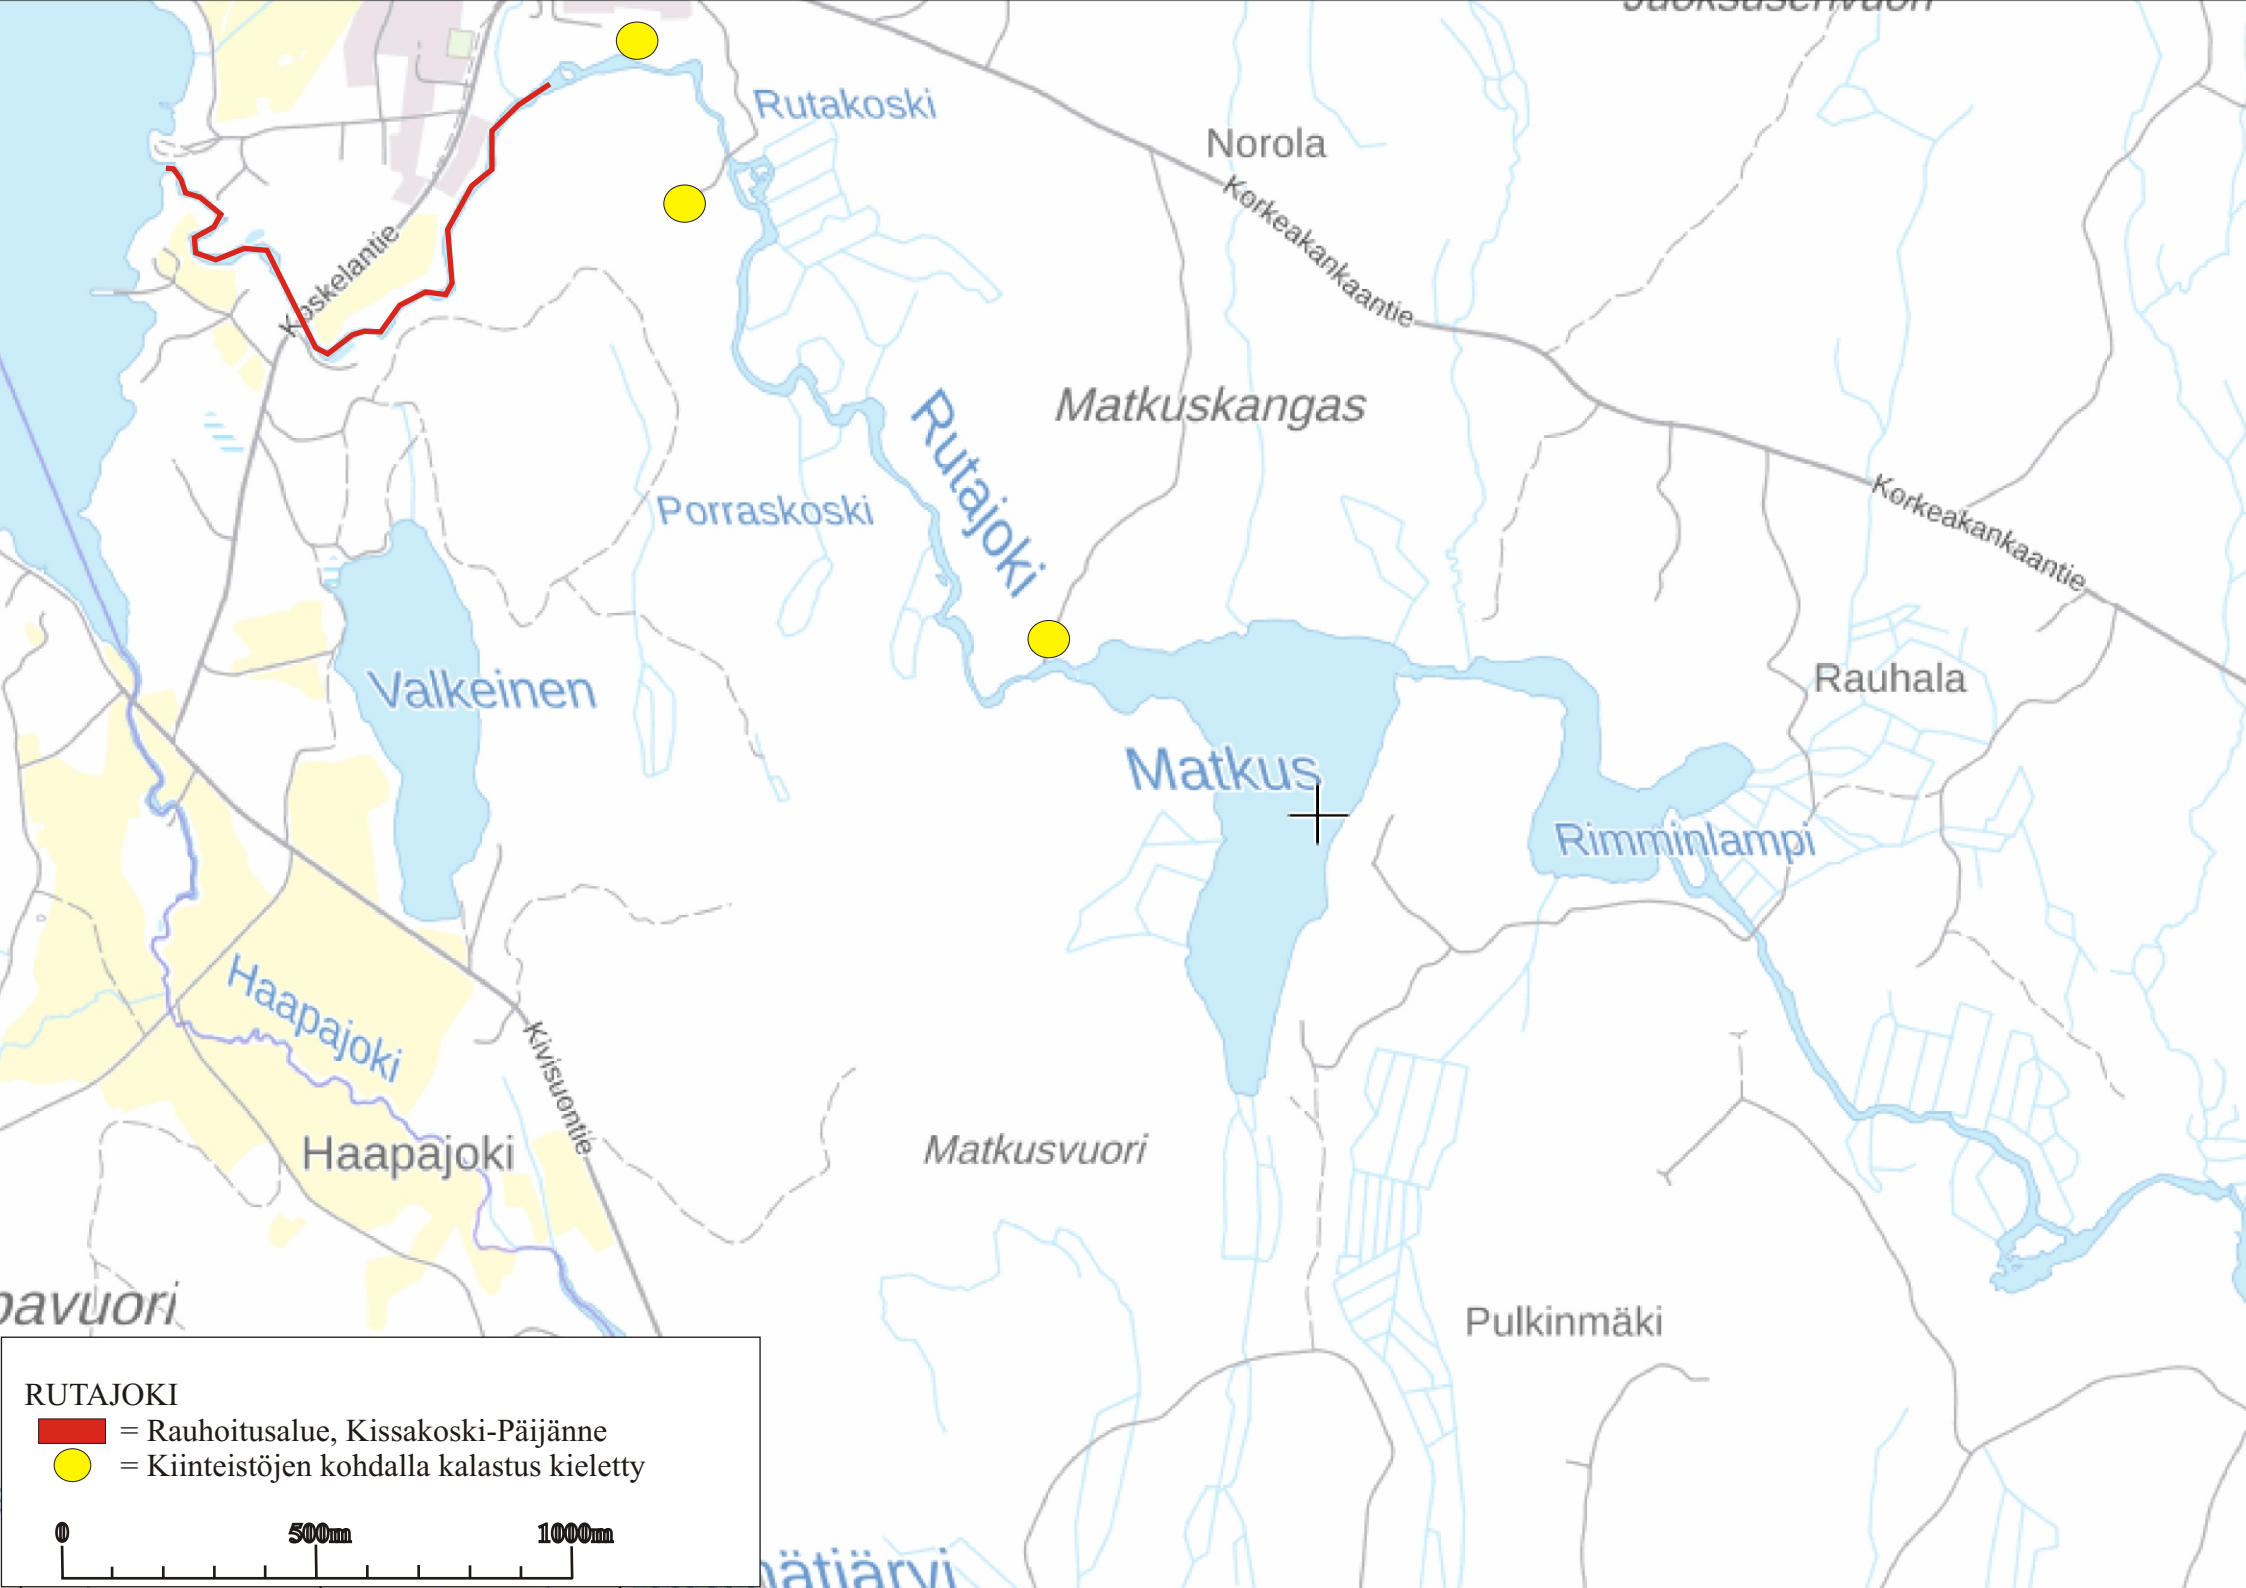 Rutakoski
Norola
Korkeakankaantie
Koskelantie
Matkuskangas
Rutajoki
Porraskoski
Korkeakankaantie
Valkeinen
Rauhala
Matkus
Rimminlampi
Haapajoki
Kivisuontie
Haapajoki
Matkusvuori
Pulkinmäki
RUTAJOKI
= Rauhoitusalue, Kissakoski-Päijänne
= Kiinteistöjen kohdalla kalastus kieletty
0 500m 1000m